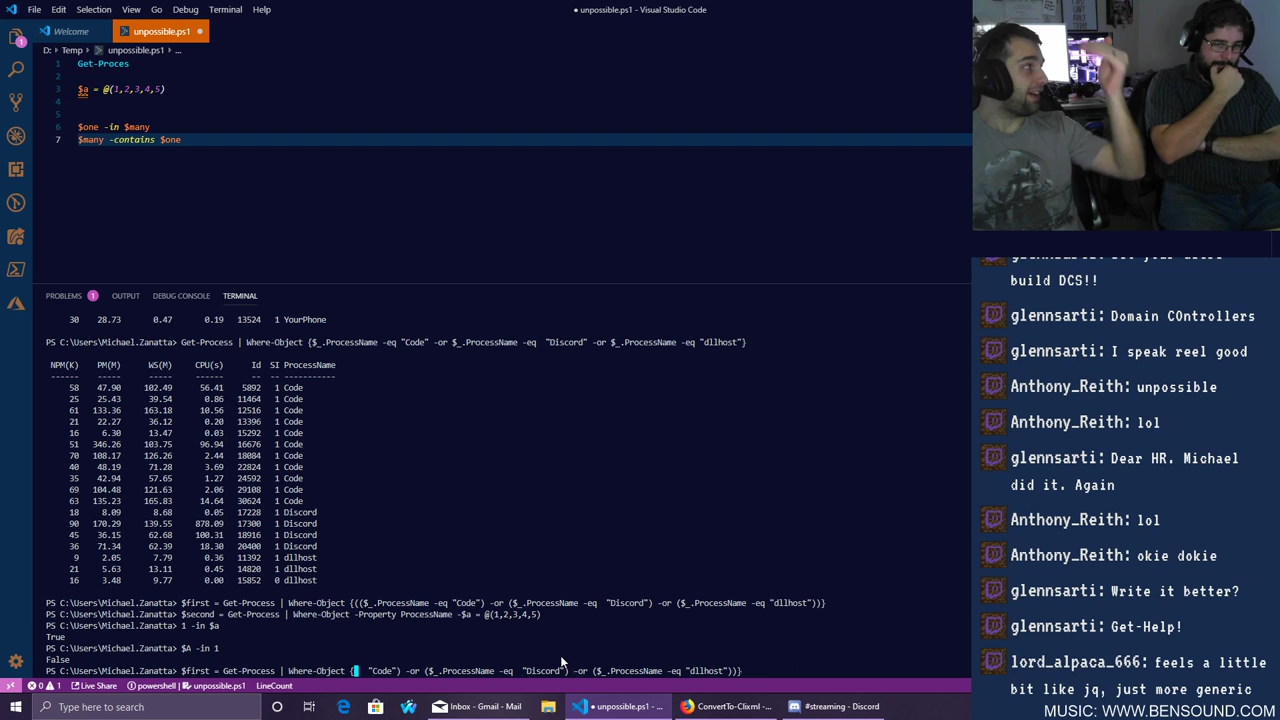 File Edit Selection View Go Debug Terminal Help
● unpossible.ps1 - Visual Studio Code
Welcome
unpossible.ps1 ●
D: > Temp > unpossible.ps1 > ...
1 Get-Proces
2
3 $a = @(1,2,3,4,5)
4
5
6 $one -in $many
7 $many -contains $one
PROBLEMS 1 OUTPUT DEBUG CONSOLE TERMINAL
30 28.73 0.47 0.19 13524 1 YourPhone
PS C:\Users\Michael.Zanatta> Get-Process | Where-Object {$_.ProcessName -eq "Code" -or $_.ProcessName -eq  "Discord" -or $_.ProcessName -eq "dllhost"}
NPM(K) PM(M) WS(M) CPU(s) Id SI ProcessName
------ ----- ----- ------ -- -- -----------
58 47.90 102.49 56.41 5892 1 Code
25 25.43 39.54 0.86 11464 1 Code
61 133.36 163.18 10.56 12516 1 Code
21 22.27 36.12 0.20 13396 1 Code
16 6.30 13.47 0.03 15292 1 Code
51 346.26 103.75 96.94 16676 1 Code
70 108.17 126.26 2.44 18084 1 Code
40 48.19 71.28 3.69 22824 1 Code
35 42.94 57.65 1.27 24592 1 Code
69 104.48 121.63 2.06 29108 1 Code
63 135.23 165.83 14.64 30624 1 Code
18 8.09 8.68 0.05 17228 1 Discord
90 170.29 139.55 878.09 17300 1 Discord
45 36.15 62.68 100.31 18916 1 Discord
36 71.34 62.39 18.30 20400 1 Discord
9 2.05 7.79 0.36 11392 1 dllhost
21 5.63 13.11 0.45 14820 1 dllhost
16 3.48 9.77 0.00 15852 0 dllhost
PS C:\Users\Michael.Zanatta> $first = Get-Process | Where-Object {(($_.ProcessName -eq "Code") -or ($_.ProcessName -eq  "Discord") -or ($_.ProcessName -eq "dllhost"))}
PS C:\Users\Michael.Zanatta> $second = Get-Process | Where-Object -Property ProcessName -$a = @(1,2,3,4,5)
PS C:\Users\Michael.Zanatta> 1 -in $a
True
PS C:\Users\Michael.Zanatta> $A -in 1
False
PS C:\Users\Michael.Zanatta> $first = Get-Process | Where-Object {  "Code") -or ($_.ProcessName -eq  "Discord") -or ($_.ProcessName -eq "dllhost"))}
0 1 Live Share powershell | unpossible.ps1 LineCount
Type here to search
Inbox - Gmail - Mail
● unpossible.ps1 - ...
ConvertTo-Clixml - ...
#streaming - Discord
build DCS!!
glennsarti: Domain COntrollers
glennsarti: I speak reel good
Anthony_Reith: unpossible
Anthony_Reith: lol
glennsarti: Dear HR. Michael
did it. Again
Anthony_Reith: lol
Anthony_Reith: okie dokie
glennsarti: Write it better?
glennsarti: Get-Help!
lord_alpaca_666: feels a little
bit like jq, just more generic
MUSIC: WWW.BENSOUND.COM